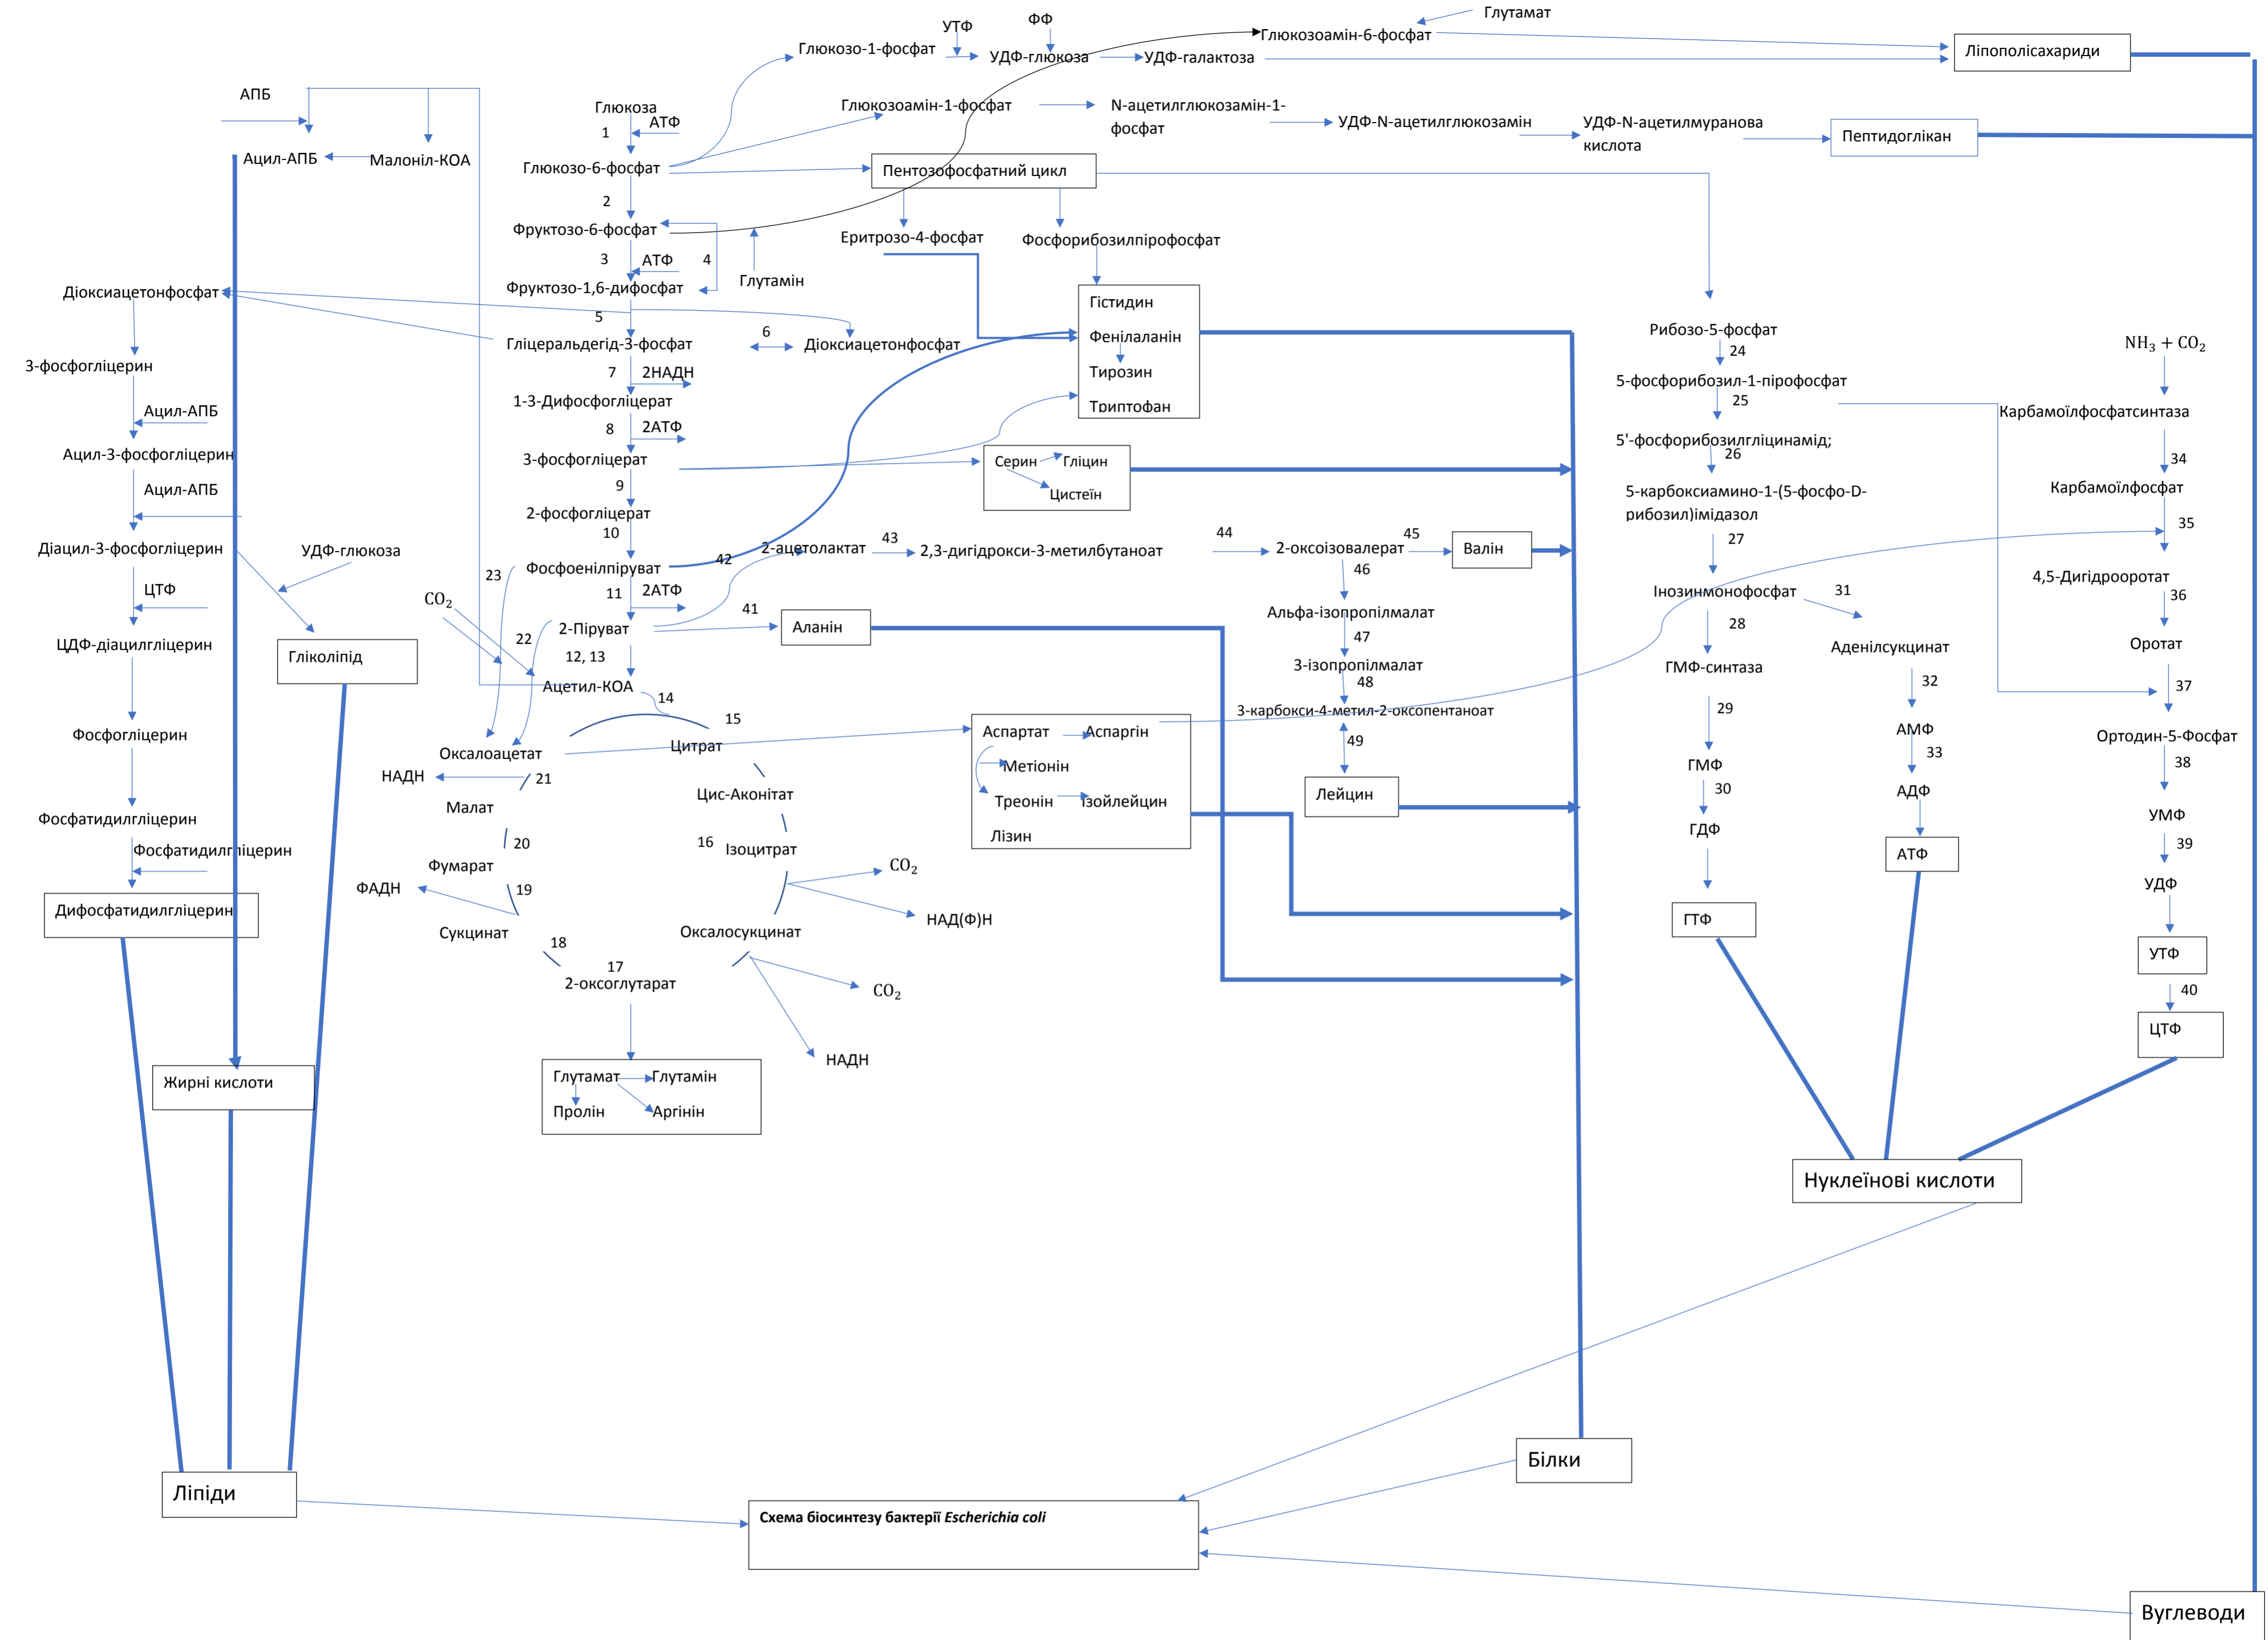 Глутамат
УТФ
ФФ
Глюкозоамін-6-фосфат
Глюкозо-1-фосфат
УДФ-глюкоза
УДФ-галактоза
Ліпополісахариди
АПБ
Глюкоза
1
АТФ
Глюкозоамін-1-фосфат
N-ацетилглюкозамін-1-
фосфат
УДФ-N-ацетилглюкозамін
УДФ-N-ацетилмуранова
кислота
Пептидоглікан
Ацил-АПБ
Малоніл-КОА
Глюкозо-6-фосфат
Пентозофосфатний цикл
2
Фруктозо-6-фосфат
Еритрозо-4-фосфат
Фосфорибозилпірофосфат
3
АТФ
4
Глутамін
Фруктозо-1,6-дифосфат
Діоксиацетонфосфат
5
6
Гліцеральдегід-3-фосфат
Діоксиацетонфосфат
Гістидин
Фенілаланін
Тирозин
Триптофан
Рибозо-5-фосфат
24
NH₃ + CO₂
3-фосфогліцерин
7
2НАДН
5-фосфорибозил-1-пірофосфат
25
1-3-Дифосфогліцерат
Ацил-АПБ
Карбамоїлфосфатсинтаза
8
2АТФ
5'-фосфорибозилгліцинамід;
26
Ацил-3-фосфогліцерин
3-фосфогліцерат
Серин
Гліцин
Цистеїн
34
Ацил-АПБ
9
5-карбоксиамино-1-(5-фосфо-D-
рибозил)імідазол
Карбамоїлфосфат
2-фосфогліцерат
35
10
Діацил-3-фосфогліцерин
УДФ-глюкоза
42
2-ацетолактат
43
2,3-дигідрокси-3-метилбутаноат
44
2-оксоізовалерат
45
Валін
27
23
Фосфоенілпіруват
46
4,5-Дигідрооротат
ЦТФ
CO₂
11
2АТФ
Інозинмонофосфат
31
36
41
Альфа-ізопропілмалат
28
22
2-Піруват
Аланін
47
ЦДФ-діацилгліцерин
Гліколіпід
12, 13
3-ізопропілмалат
48
ГМФ-синтаза
Аденілсукцинат
Оротат
Ацетил-КОА
14
32
37
15
3-карбокси-4-метил-2-оксопентаноат
29
Фосфогліцерин
Оксалоацетат
Цитрат
Аспартат
Аспаргін
49
АМФ
Ортодин-5-Фосфат
НАДН
21
Метіонін
ГМФ
33
38
Малат
Цис-Аконітат
Треонін
Ізойлейцин
Лейцин
30
АДФ
Фосфатидилгліцерин
20
16
Ізоцитрат
Лізин
ГДФ
УМФ
Фосфатидилгліцерин
Фумарат
CO₂
АТФ
39
ФАДН
19
УДФ
Дифосфатидилгліцерин
НАД(Ф)Н
ГТФ
Сукцинат
Оксалосукцинат
18
УТФ
17
2-оксоглутарат
CO₂
40
ЦТФ
НАДН
Жирні кислоти
Глутамат
Глутамін
Пролін
Аргінін
Нуклеїнові кислоти
Білки
Ліпіди
Схема біосинтезу бактерії Escherichia coli
Вуглеводи